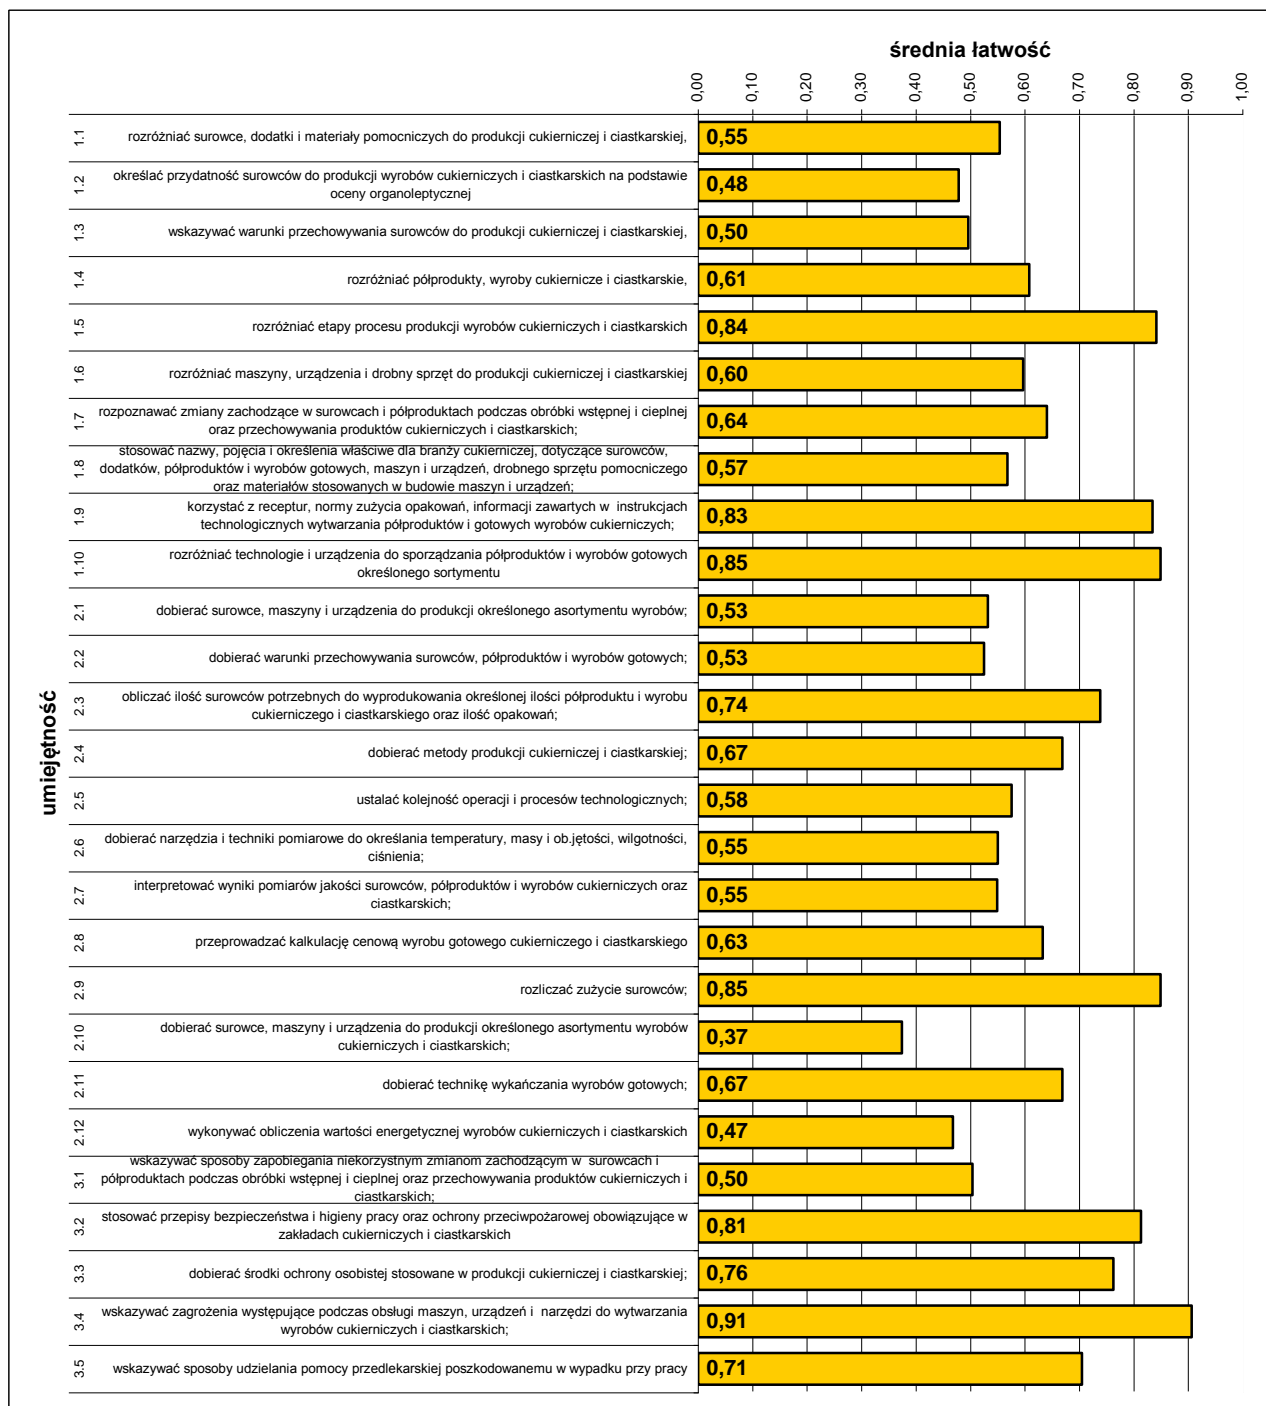 średnia łatwość
0,00 0,10 0,20 0,30 0,40 0,50 0,60 0,70 0,80 0,90 1,00
umiejętność
1.1 rozróżniać surowce, dodatki i materiały pomocniczych do produkcji cukierniczej i ciastkarskiej, 0,55
1.2 określać przydatność surowców do produkcji wyrobów cukierniczych i ciastkarskich na podstawie
oceny organoleptycznej 0,48
1.3 wskazywać warunki przechowywania surowców do produkcji cukierniczej i ciastkarskiej, 0,50
1.4 rozróżniać półprodukty, wyroby cukiernicze i ciastkarskie, 0,61
1.5 rozróżniać etapy procesu produkcji wyrobów cukierniczych i ciastkarskich 0,84
1.6 rozróżniać maszyny, urządzenia i drobny sprzęt do produkcji cukierniczej i ciastkarskiej 0,60
1.7 rozpoznawać zmiany zachodzące w surowcach i półproduktach podczas obróbki wstępnej i cieplnej
oraz przechowywania produktów cukierniczych i ciastkarskich; 0,64
1.8 stosować nazwy, pojęcia i określenia właściwe dla branży cukierniczej, dotyczące surowców,
dodatków, półproduktów i wyrobów gotowych, maszyn i urządzeń, drobnego sprzętu pomocniczego
oraz materiałów stosowanych w budowie maszyn i urządzeń; 0,57
1.9 korzystać z receptur, normy zużycia opakowań, informacji zawartych w instrukcjach
technologicznych wytwarzania półproduktów i gotowych wyrobów cukierniczych; 0,83
1.10 rozróżniać technologie i urządzenia do sporządzania półproduktów i wyrobów gotowych
określonego sortymentu 0,85
2.1 dobierać surowce, maszyny i urządzenia do produkcji określonego asortymentu wyrobów; 0,53
2.2 dobierać warunki przechowywania surowców, półproduktów i wyrobów gotowych; 0,53
2.3 obliczać ilość surowców potrzebnych do wyprodukowania określonej ilości półproduktu i wyrobu
cukierniczego i ciastkarskiego oraz ilość opakowań; 0,74
2.4 dobierać metody produkcji cukierniczej i ciastkarskiej; 0,67
2.5 ustalać kolejność operacji i procesów technologicznych; 0,58
2.6 dobierać narzędzia i techniki pomiarowe do określania temperatury, masy i ob.jętości, wilgotności,
ciśnienia; 0,55
2.7 interpretować wyniki pomiarów jakości surowców, półproduktów i wyrobów cukierniczych oraz
ciastkarskich; 0,55
2.8 przeprowadzać kalkulację cenową wyrobu gotowego cukierniczego i ciastkarskiego 0,63
2.9 rozliczać zużycie surowców; 0,85
2.10 dobierać surowce, maszyny i urządzenia do produkcji określonego asortymentu wyrobów
cukierniczych i ciastkarskich; 0,37
2.11 dobierać technikę wykańczania wyrobów gotowych; 0,67
2.12 wykonywać obliczenia wartości energetycznej wyrobów cukierniczych i ciastkarskich 0,47
3.1 wskazywać sposoby zapobiegania niekorzystnym zmianom zachodzącym w surowcach i
półproduktach podczas obróbki wstępnej i cieplnej oraz przechowywania produktów cukierniczych i
ciastkarskich; 0,50
3.2 stosować przepisy bezpieczeństwa i higieny pracy oraz ochrony przeciwpożarowej obowiązujące w
zakładach cukierniczych i ciastkarskich 0,81
3.3 dobierać środki ochrony osobistej stosowane w produkcji cukierniczej i ciastkarskiej; 0,76
3.4 wskazywać zagrożenia występujące podczas obsługi maszyn, urządzeń i narzędzi do wytwarzania
wyrobów cukierniczych i ciastkarskich; 0,91
3.5 wskazywać sposoby udzielania pomocy przedlekarskiej poszkodowanemu w wypadku przy pracy 0,71